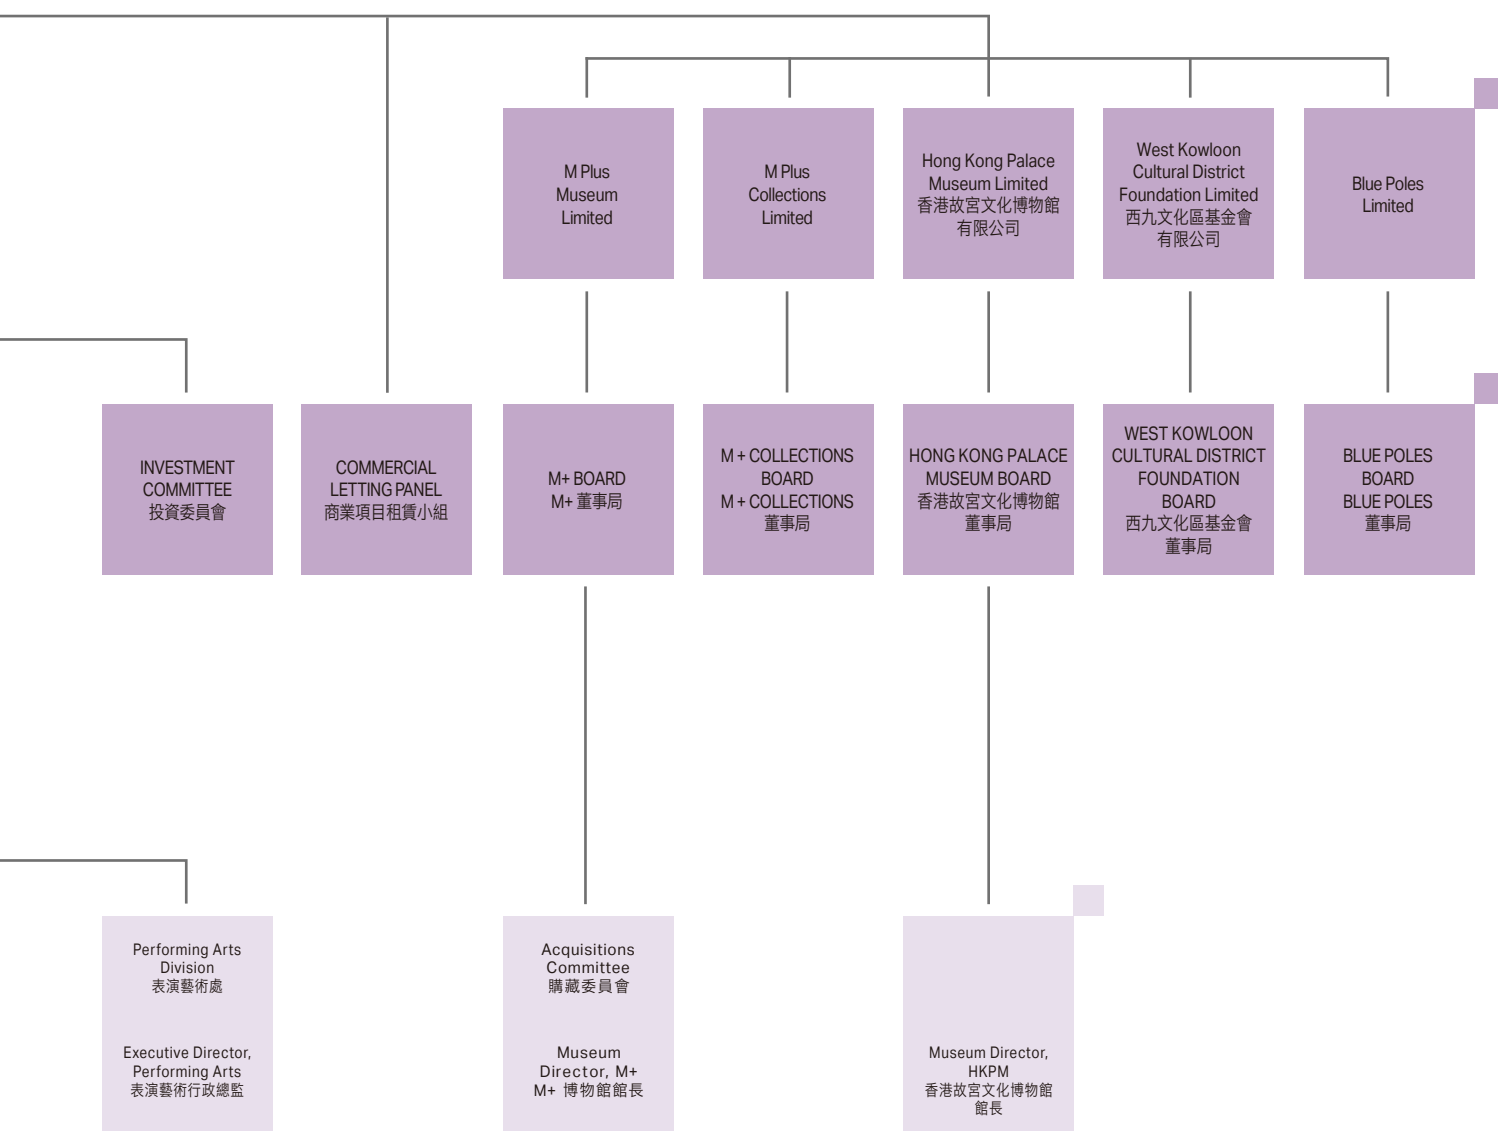 M Plus
Museum
Limited
M Plus
Collections
Limited
Hong Kong Palace
Museum Limited
香港故宮文化博物館
有限公司
West Kowloon
Cultural District
Foundation Limited
西九文化區基金會
有限公司
Blue Poles
Limited
INVESTMENT
COMMITTEE
投資委員會
COMMERCIAL
LETTING PANEL
商業項目租賃小組
M+ BOARD
M+ 董事局
M + COLLECTIONS
BOARD
M + COLLECTIONS
董事局
HONG KONG PALACE
MUSEUM BOARD
香港故宮文化博物館
董事局
WEST KOWLOON
CULTURAL DISTRICT
FOUNDATION
BOARD
西九文化區基金會
董事局
BLUE POLES
BOARD
BLUE POLES
董事局
Performing Arts
Division
表演藝術處
Executive Director,
Performing Arts
表演藝術行政總監
Acquisitions
Committee
購藏委員會
Museum
Director, M+
M+ 博物館館長
Museum Director,
HKPM
香港故宮文化博物館
館長